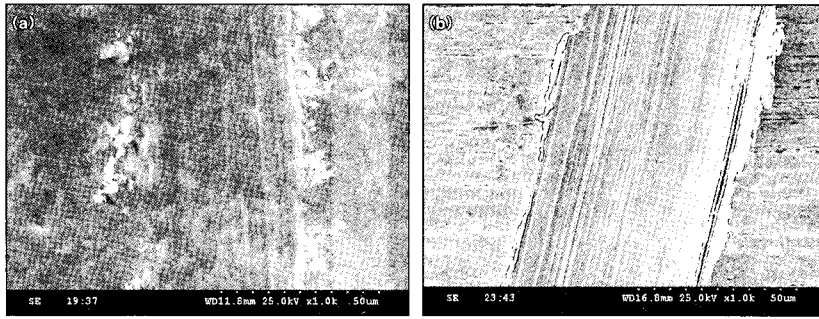 (a)
SE 19:37 WD11.8mm 25.0kV x1.0k 50um
(b)
SE 23:43 WD16.8mm 25.0kV x1.0k 50um